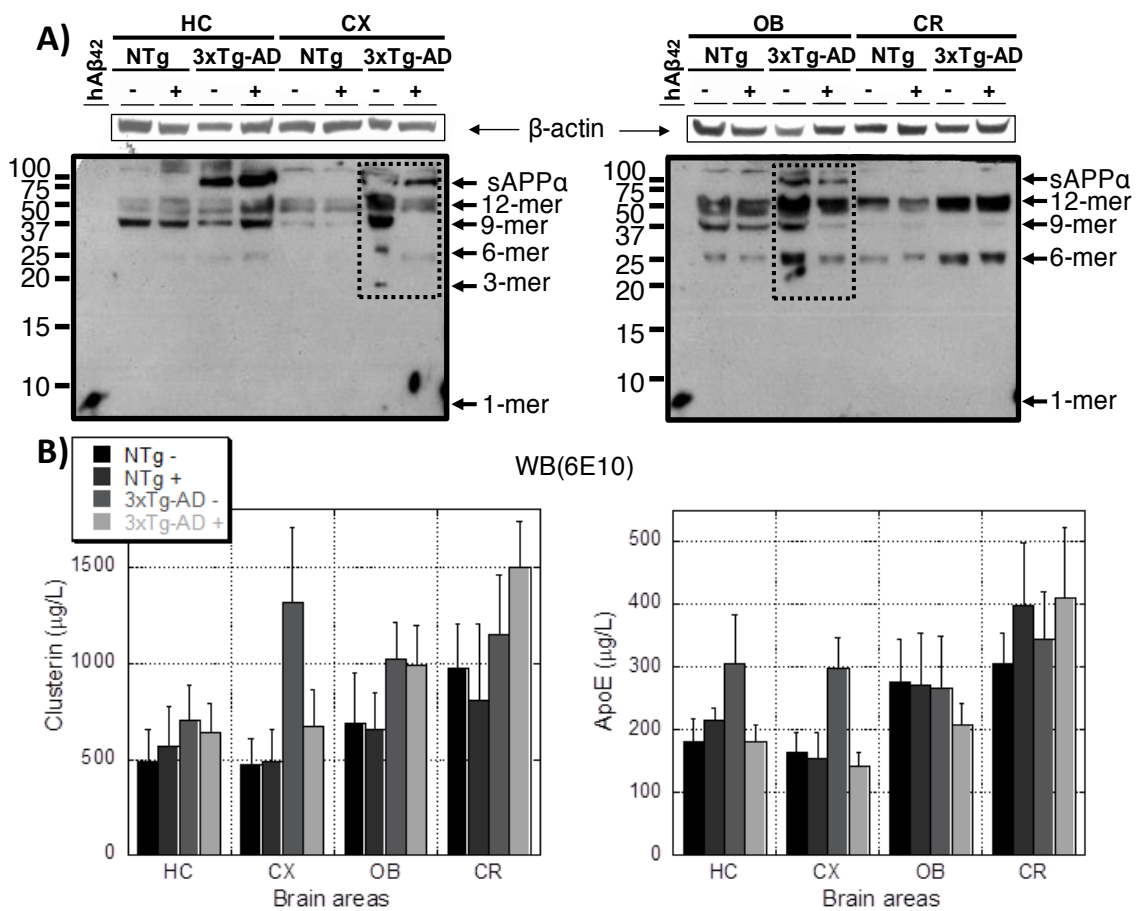 A)
HC CX
hAβ42 NTg 3xTg-AD NTg 3xTg-AD
- + - + - + - +
OB CR
hAβ42 NTg 3xTg-AD NTg 3xTg-AD
- + - + - + - +
β-actin
100
75
50
37
25
20
15
10
sAPPα
12-mer
9-mer
6-mer
3-mer
1-mer
100
75
50
37
25
20
15
10
sAPPα
12-mer
9-mer
6-mer
1-mer
B)
WB(6E10)
NTg -
NTg +
3xTg-AD -
3xTg-AD +
Clusterin (µg/L)
1500
1000
500
0
HC CX OB CR
Brain areas
ApoE (µg/L)
500
400
300
200
100
0
HC CX OB CR
Brain areas